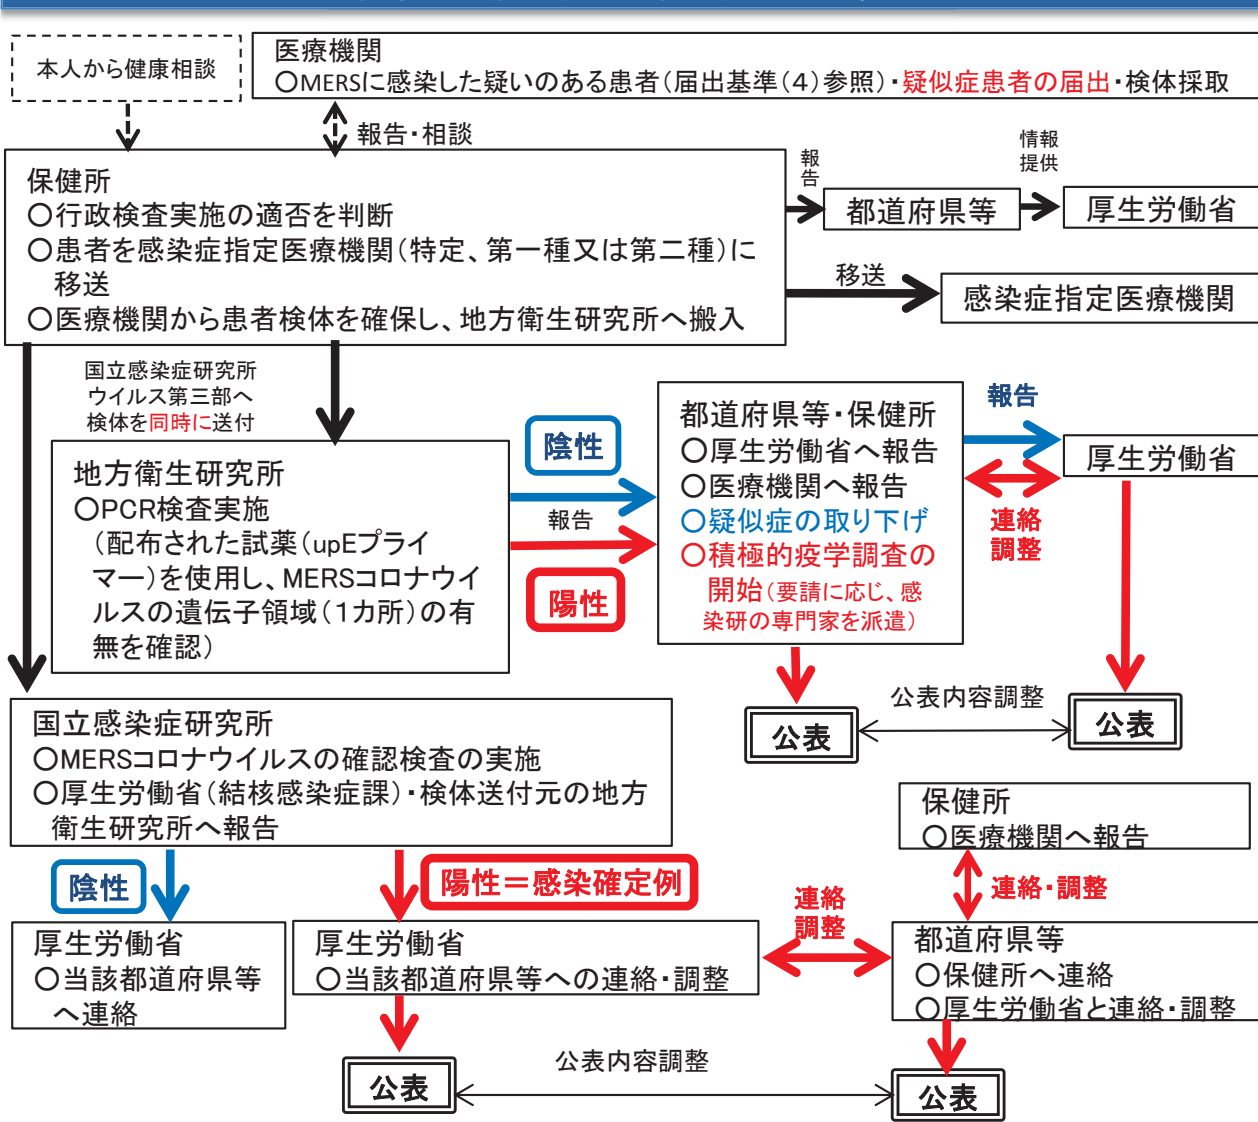 本人から健康相談
医療機関
○MERSに感染した疑いのある患者（届出基準（４）参照）・疑似症患者の届出・検体採取
報告・相談
保健所
○行政検査実施の適否を判断
○患者を感染症指定医療機関（特定、第一種又は第二種）に
移送
○医療機関から患者検体を確保し、地方衛生研究所へ搬入
報
告
都道府県等
情報
提供
厚生労働省
移送
感染症指定医療機関
国立感染症研究所
ウイルス第三部へ
検体を同時に送付
地方衛生研究所
○PCR検査実施
（配布された試薬（upEプライ
マー）を使用し、MERSコロナウイ
ルスの遺伝子領域（１カ所）の有
無を確認）
陰性
報告
陽性
都道府県等・保健所
○厚生労働省へ報告
○医療機関へ報告
○疑似症の取り下げ
○積極的疫学調査の
開始（要請に応じ、感
染研の専門家を派遣）
報告
厚生労働省
連絡
調整
公表
公表内容調整
公表
国立感染症研究所
○MERSコロナウイルスの確認検査の実施
○厚生労働省（結核感染症課）・検体送付元の地方
衛生研究所へ報告
陰性
陽性＝感染確定例
保健所
○医療機関へ報告
連絡・調整
厚生労働省
○当該都道府県等
へ連絡
厚生労働省
○当該都道府県等への連絡・調整
連絡
調整
都道府県等
○保健所へ連絡
○厚生労働省と連絡・調整
公表
公表内容調整
公表